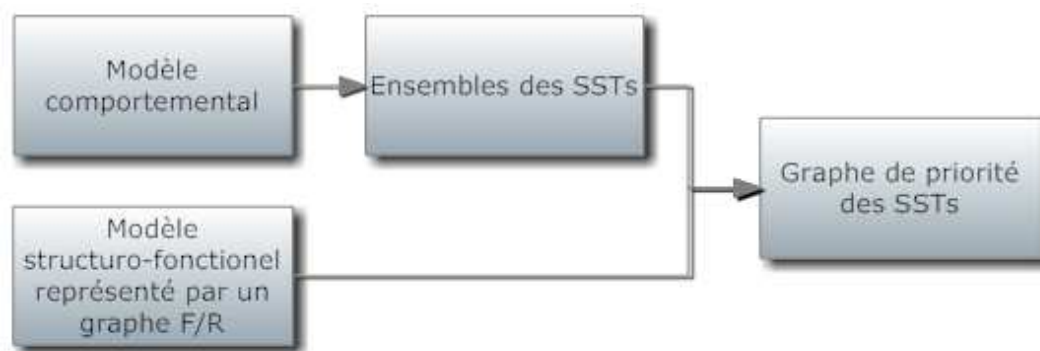 Modèle
comportemental
Ensembles des SSTs
Graphe de priorité
des SSTs
Modèle
structuro-fonctionel
représenté par un
graphe F/R